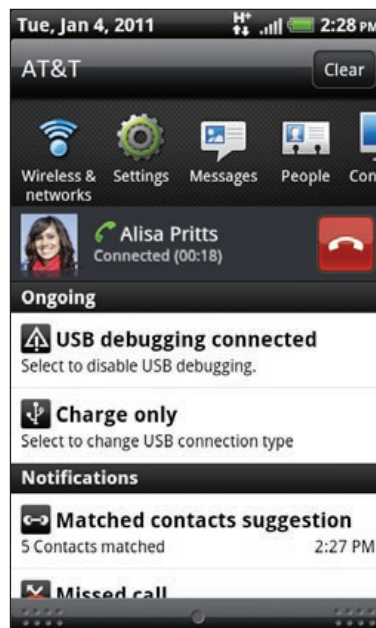 Tue, Jan 4, 2011 H+ 2:28 PM
AT&T Clear
Wireless & networks Settings Messages People Con
Alisa Pritts
Connected (00:18)
Ongoing
USB debugging connected
Select to disable USB debugging.
Charge only
Select to change USB connection type
Notifications
Matched contacts suggestion
5 Contacts matched 2:27 PM
Missed call